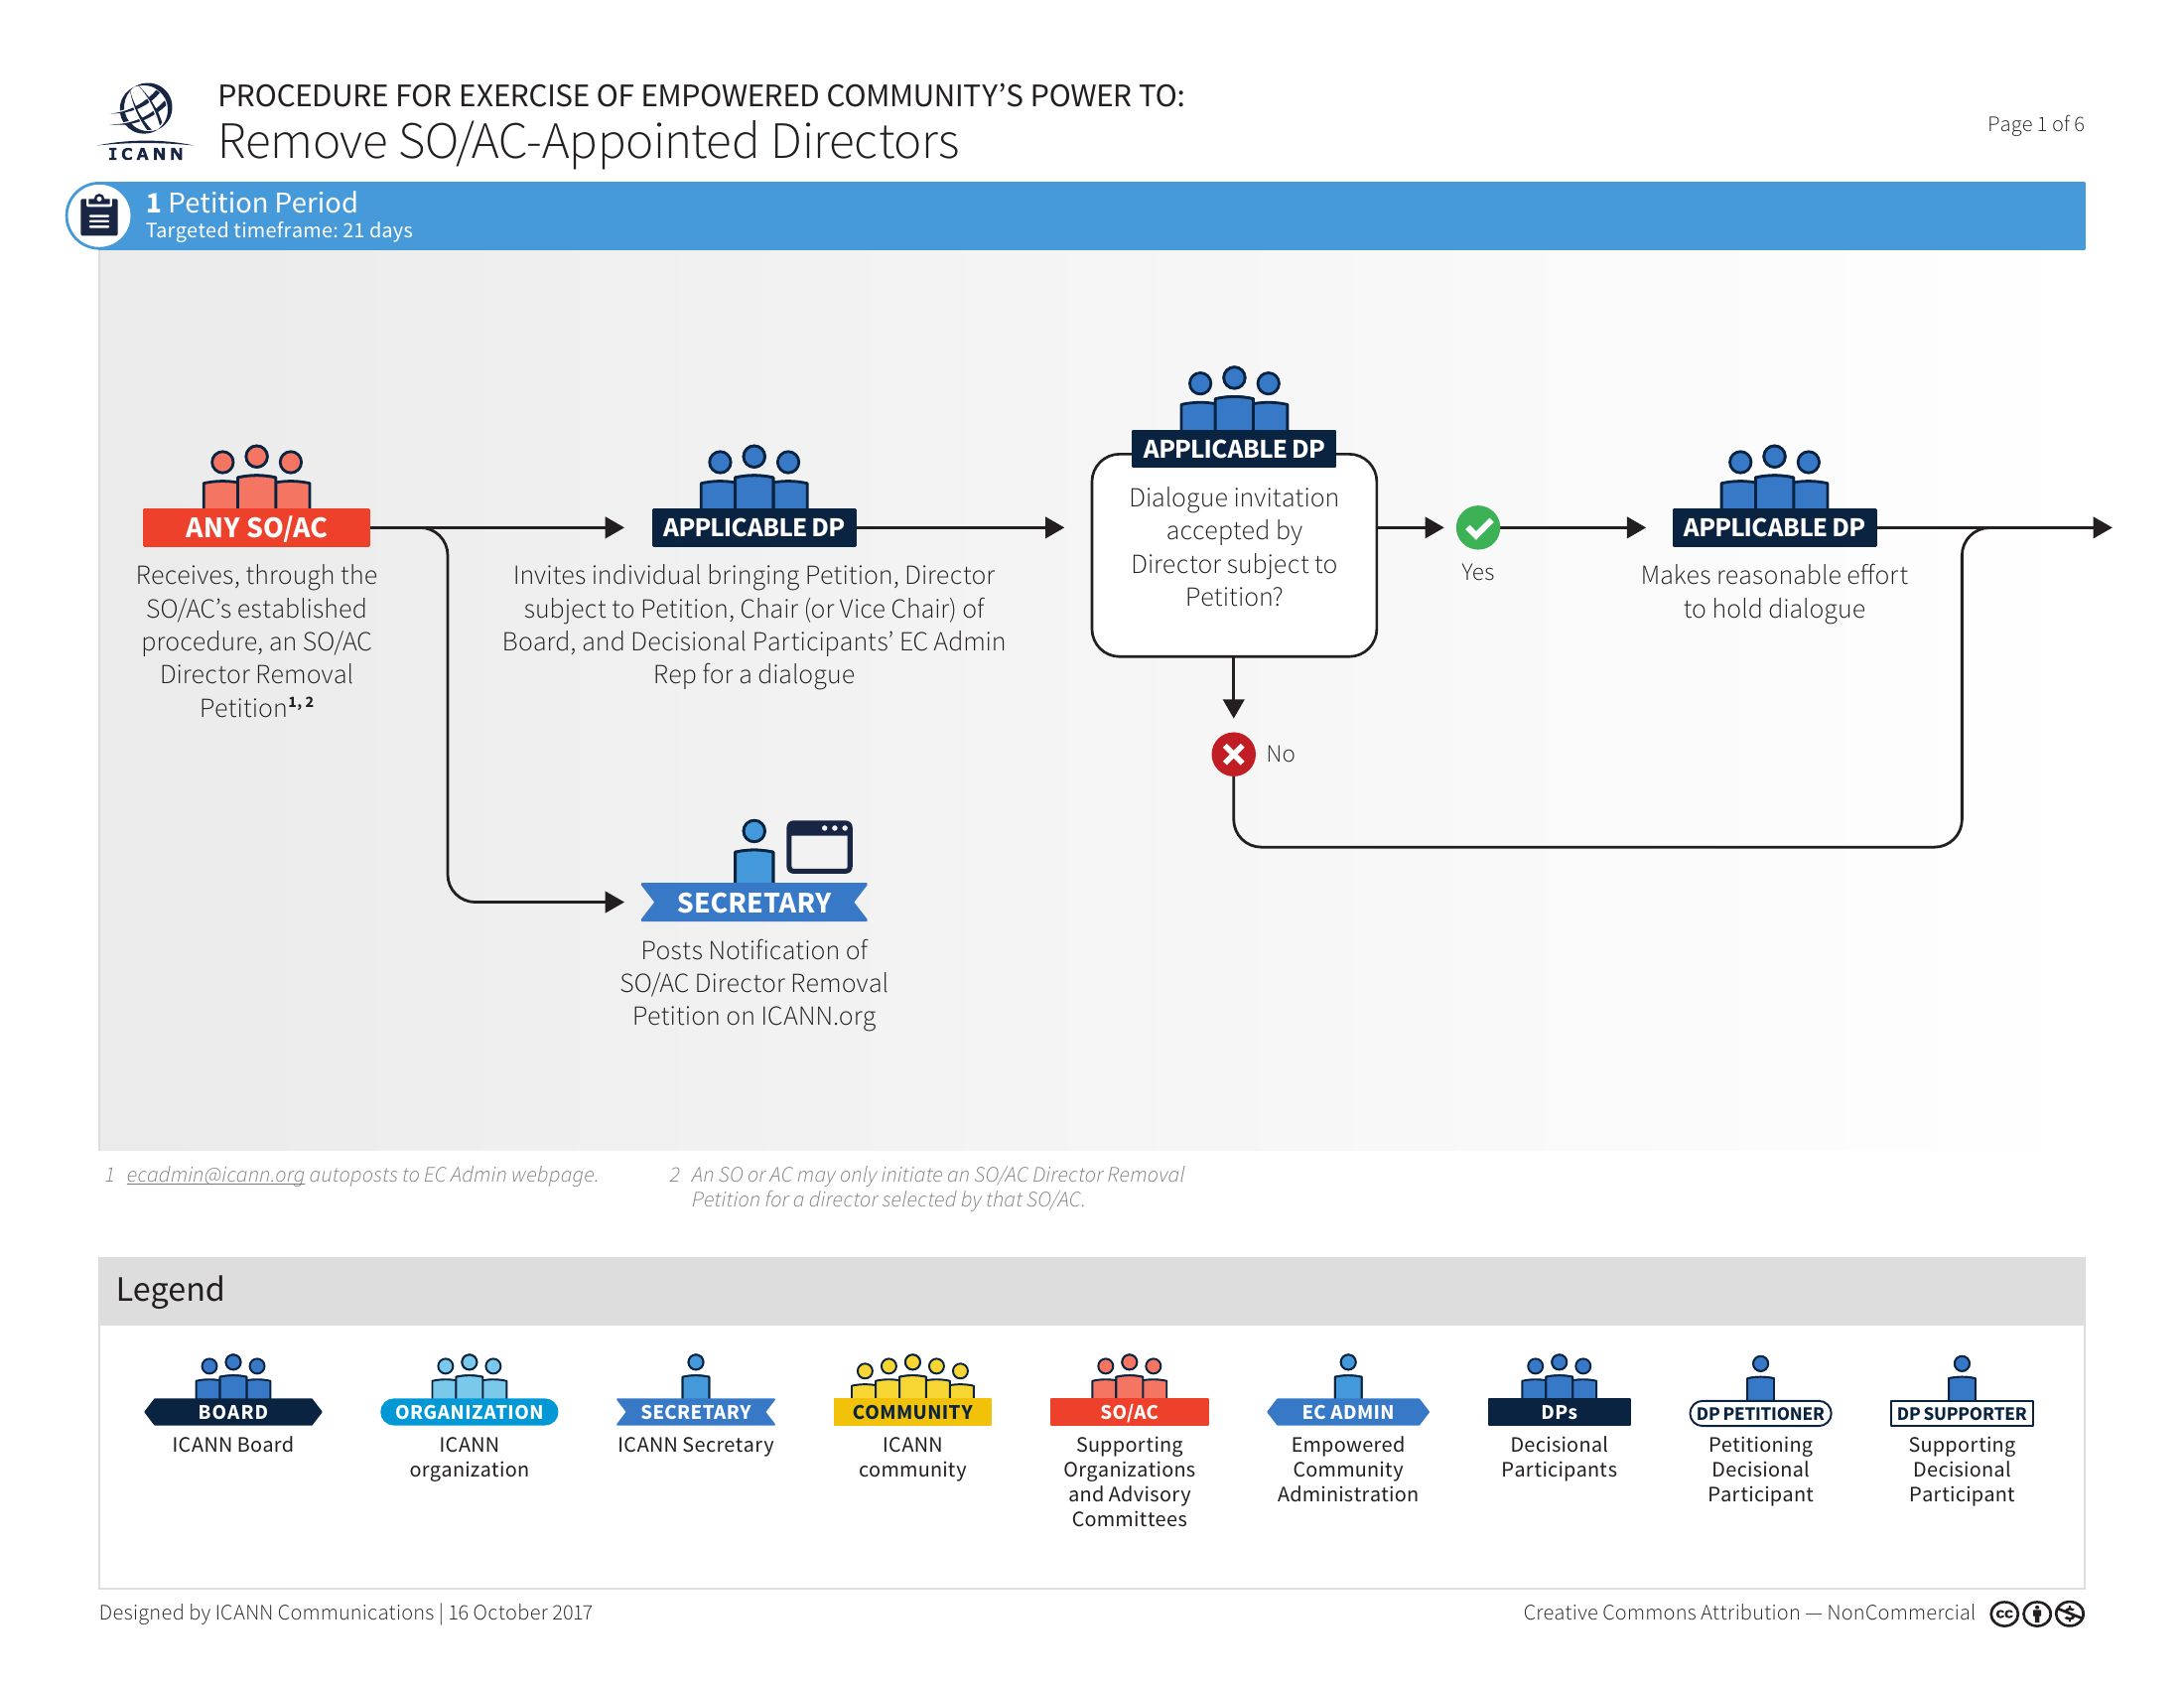 PROCEDURE FOR EXERCISE OF EMPOWERED COMMUNITY’S POWER TO:
Remove SO/AC-Appointed Directors
ICANN
Page 1 of 6
1 Petition Period
Targeted timeframe: 21 days
ANY SO/AC
Receives, through the
SO/AC’s established
procedure, an SO/AC
Director Removal
Petition1, 2
APPLICABLE DP
Invites individual bringing Petition, Director
subject to Petition, Chair (or Vice Chair) of
Board, and Decisional Participants’ EC Admin
Rep for a dialogue
APPLICABLE DP
Dialogue invitation
accepted by
Director subject to
Petition?
Yes
APPLICABLE DP
Makes reasonable effort
to hold dialogue
No
SECRETARY
Posts Notification of
SO/AC Director Removal
Petition on ICANN.org
1 ecadmin@icann.org autoposts to EC Admin webpage.
2 An SO or AC may only initiate an SO/AC Director Removal
Petition for a director selected by that SO/AC.
Legend
BOARD
ICANN Board
ORGANIZATION
ICANN
organization
SECRETARY
ICANN Secretary
COMMUNITY
ICANN
community
SO/AC
Supporting
Organizations
and Advisory
Committees
EC ADMIN
Empowered
Community
Administration
DPs
Decisional
Participants
DP PETITIONER
Petitioning
Decisional
Participant
DP SUPPORTER
Supporting
Decisional
Participant
Designed by ICANN Communications | 16 October 2017
Creative Commons Attribution — NonCommercial
cc